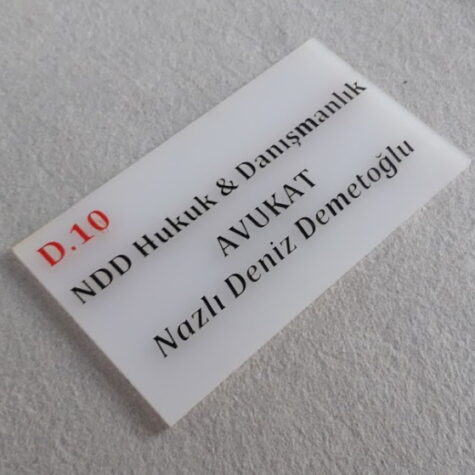 D.10
NDD Hukuk & Danışmanlık
AVUKAT
Nazlı Deniz Demetoğlu